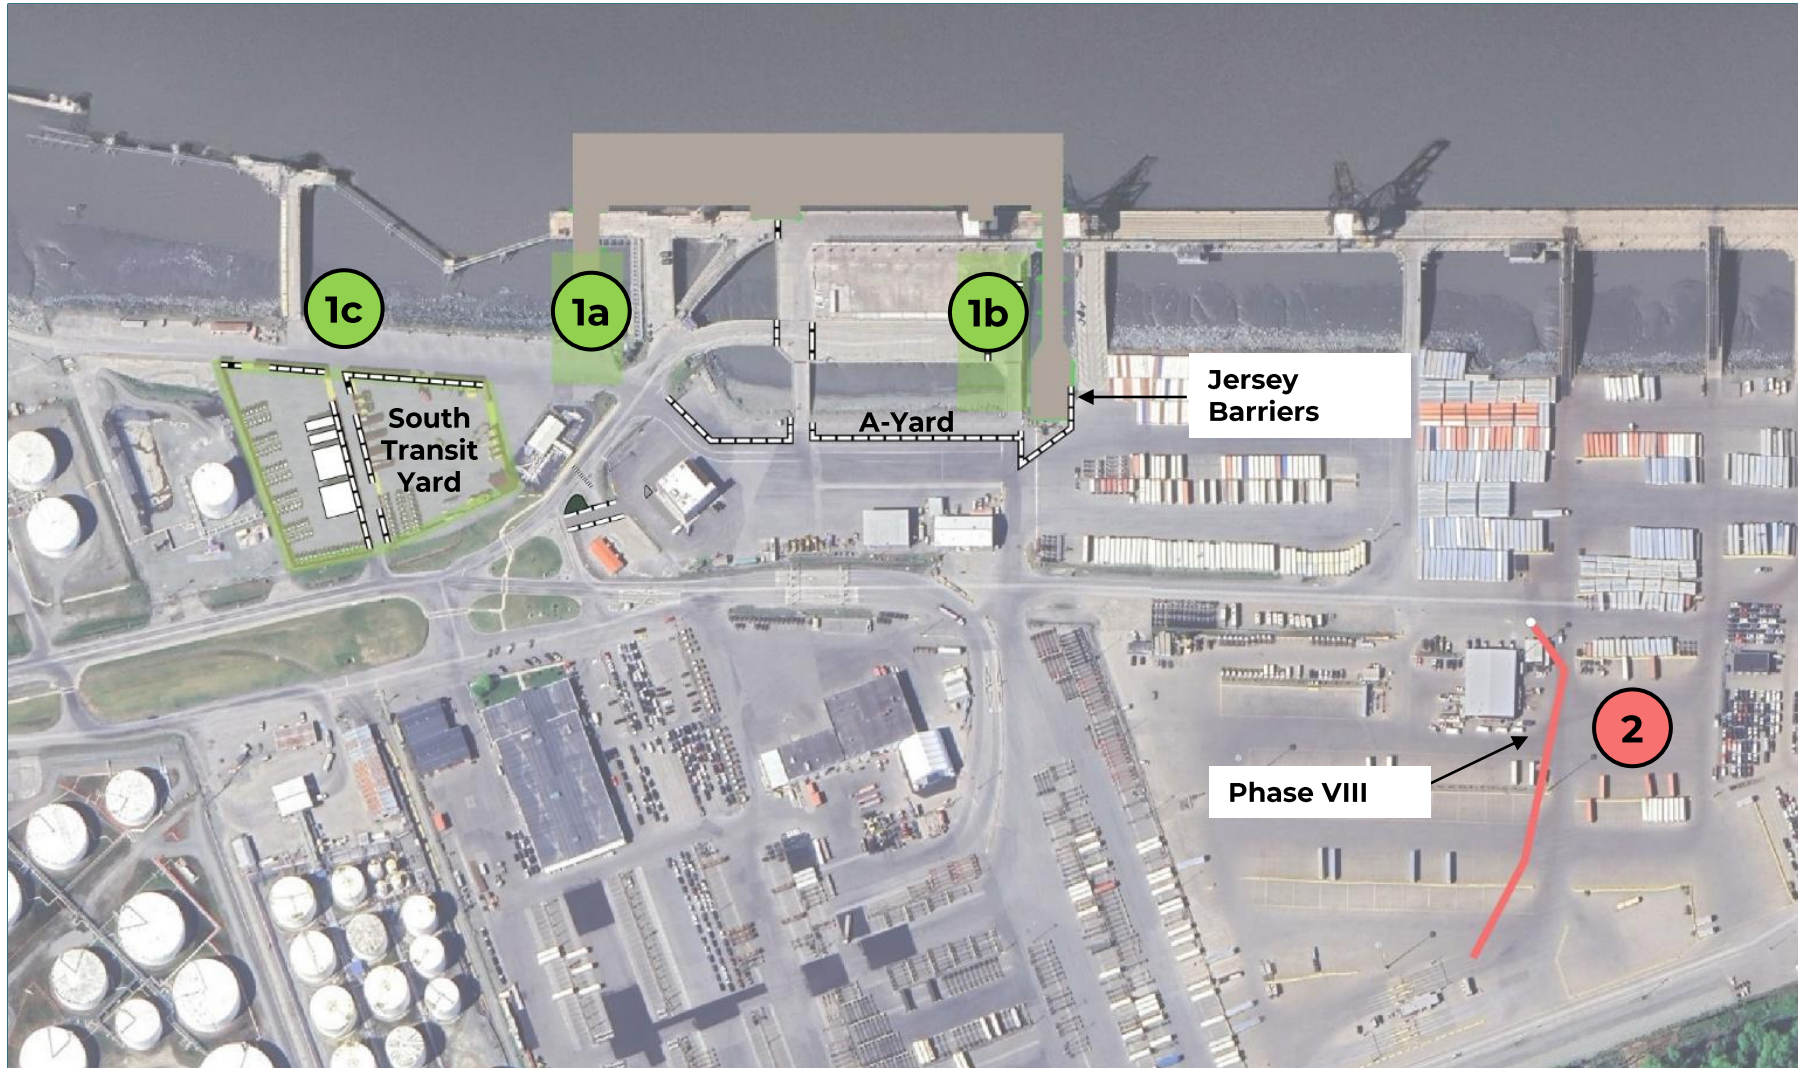 1c
1a
1b
Jersey
Barriers
South
Transit
Yard
A-Yard
2
Phase VIII